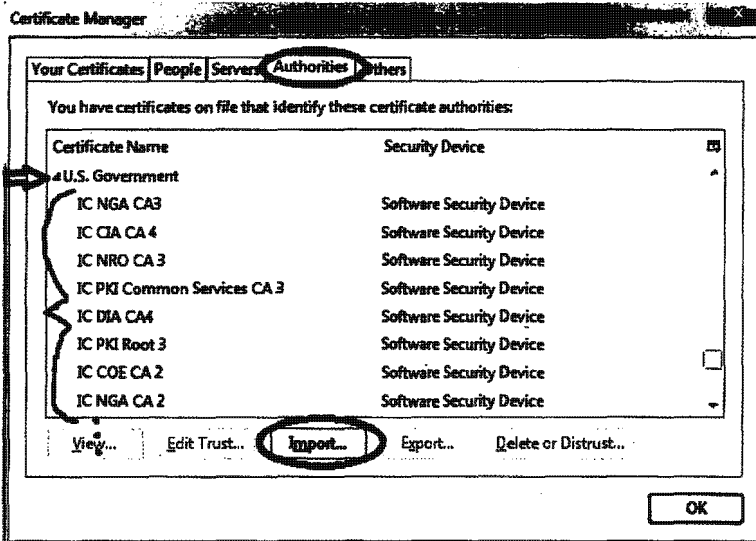 Certificate Manager
Your Certificates People Servers Authorities Others
You have certificates on file that identify these certificate authorities:
Certificate Name Security Device
U.S. Government
IC NGA CA3 Software Security Device
IC CIA CA 4 Software Security Device
IC NRO CA 3 Software Security Device
IC PKI Common Services CA 3 Software Security Device
IC DIA CA4 Software Security Device
IC PKI Root 3 Software Security Device
IC COE CA 2 Software Security Device
IC NGA CA 2 Software Security Device
View... Edit Trust... Import... Export... Delete or Distrust...
OK